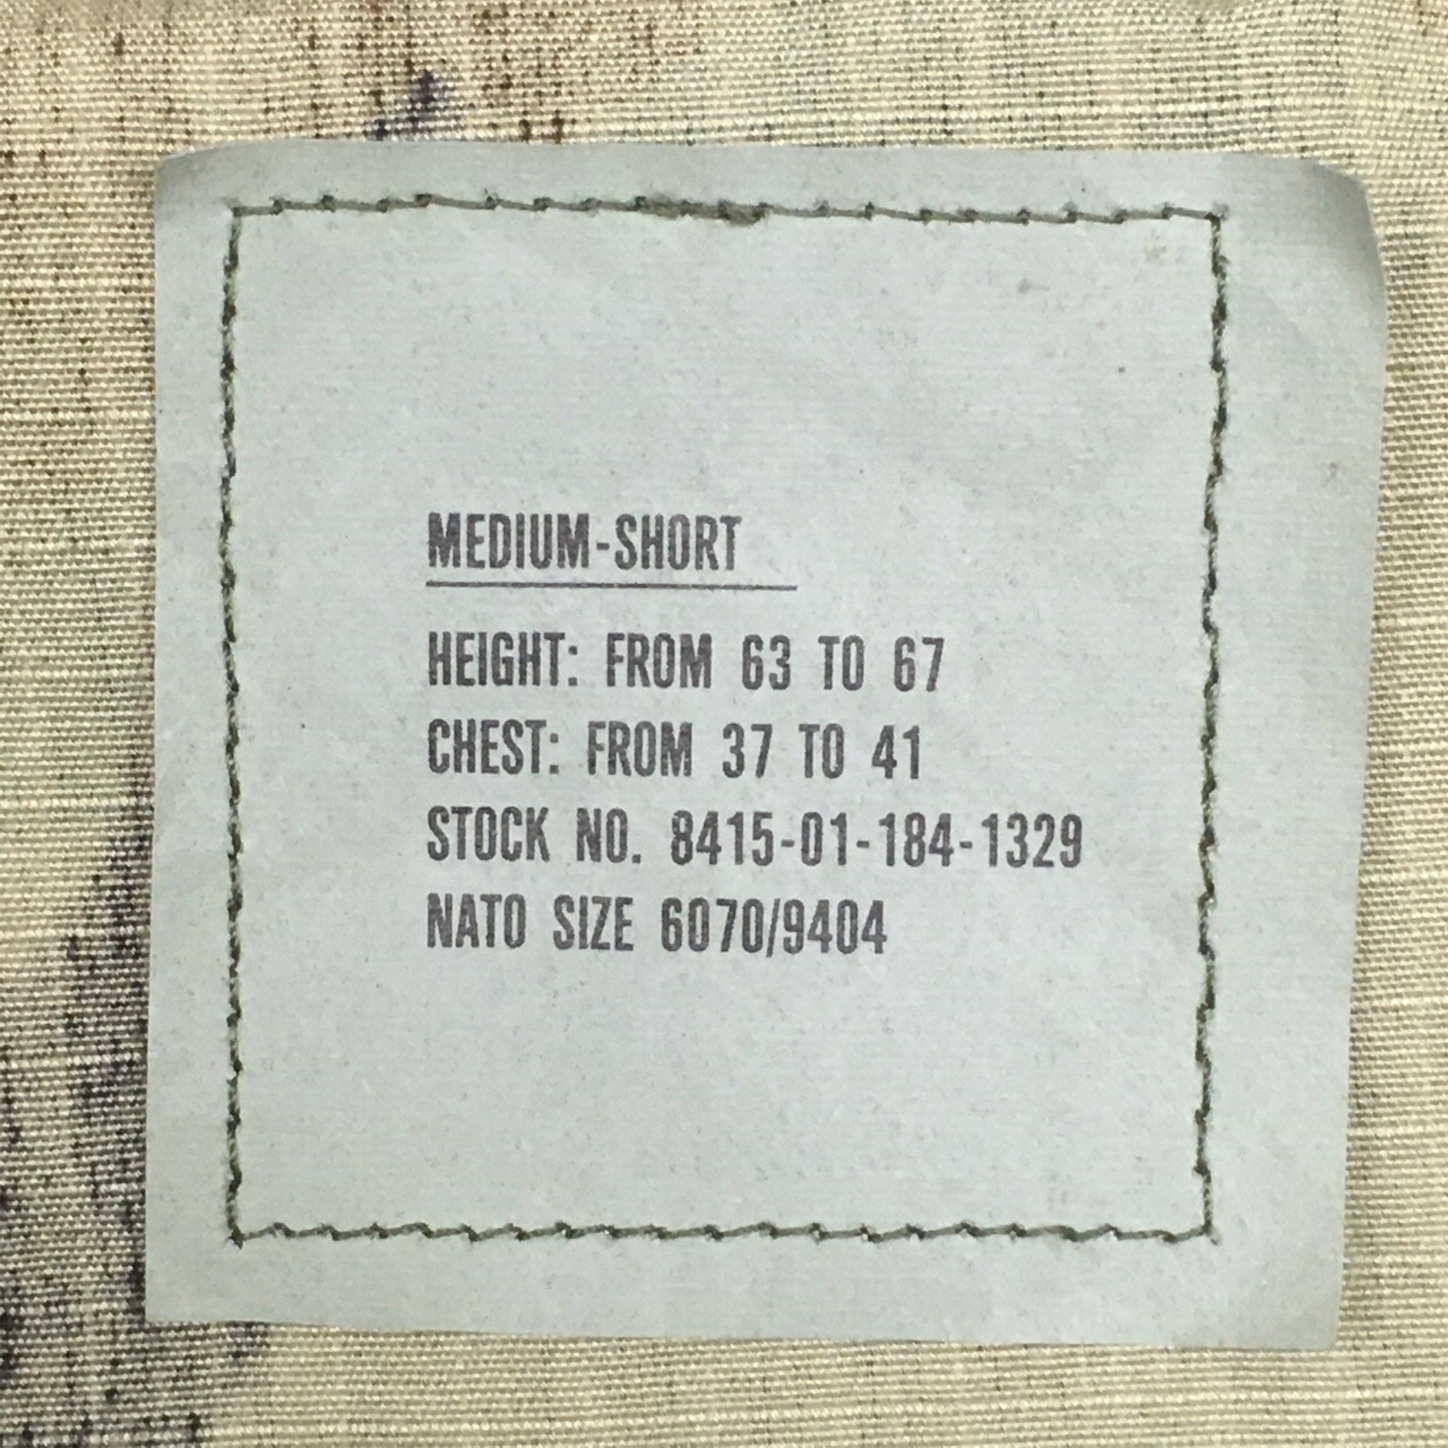 MEDIUM-SHORT
HEIGHT: FROM 63 TO 67
CHEST: FROM 37 TO 41
STOCK NO. 8415-01-184-1329
NATO SIZE 6070/9404